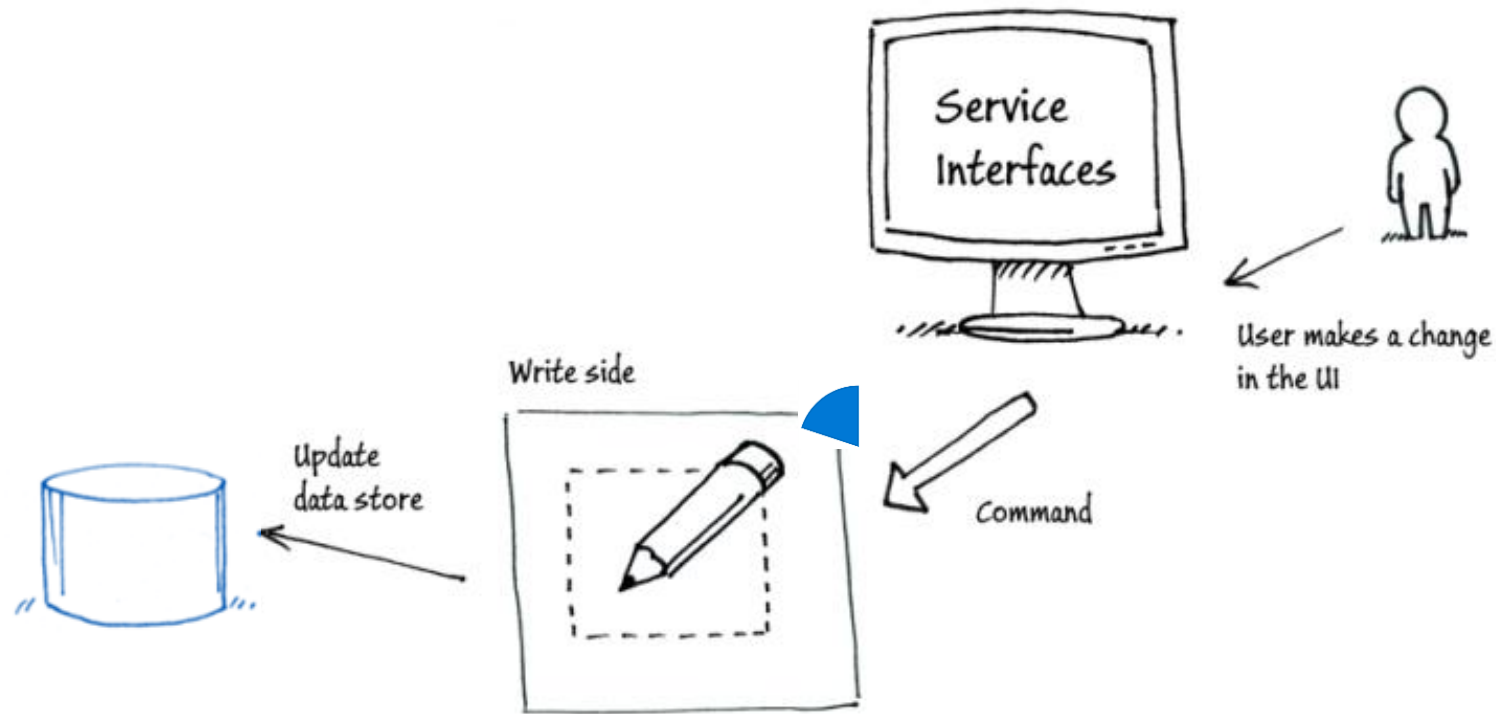 Service
Interfaces
User makes a change
in the UI
Write side
Update
data store
Command